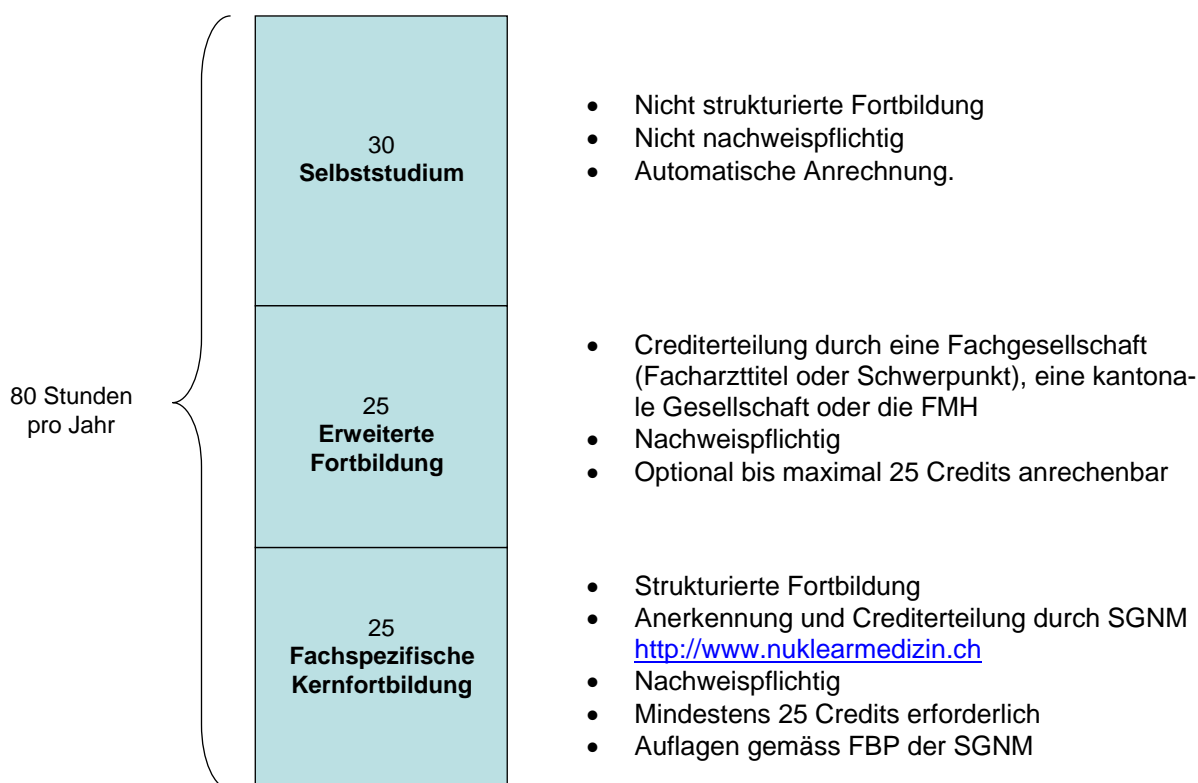 30
Selbststudium
• Nicht strukturierte Fortbildung
• Nicht nachweispflichtig
• Automatische Anrechnung.
80 Stunden
pro Jahr
25
Erweiterte
Fortbildung
• Crediterteilung durch eine Fachgesellschaft
(Facharzttitel oder Schwerpunkt), eine kantona-
le Gesellschaft oder die FMH
• Nachweispflichtig
• Optional bis maximal 25 Credits anrechenbar
25
Fachspezifische
Kernfortbildung
• Strukturierte Fortbildung
• Anerkennung und Crediterteilung durch SGNM
http://www.nuklearmedizin.ch
• Nachweispflichtig
• Mindestens 25 Credits erforderlich
• Auflagen gemäss FBP der SGNM